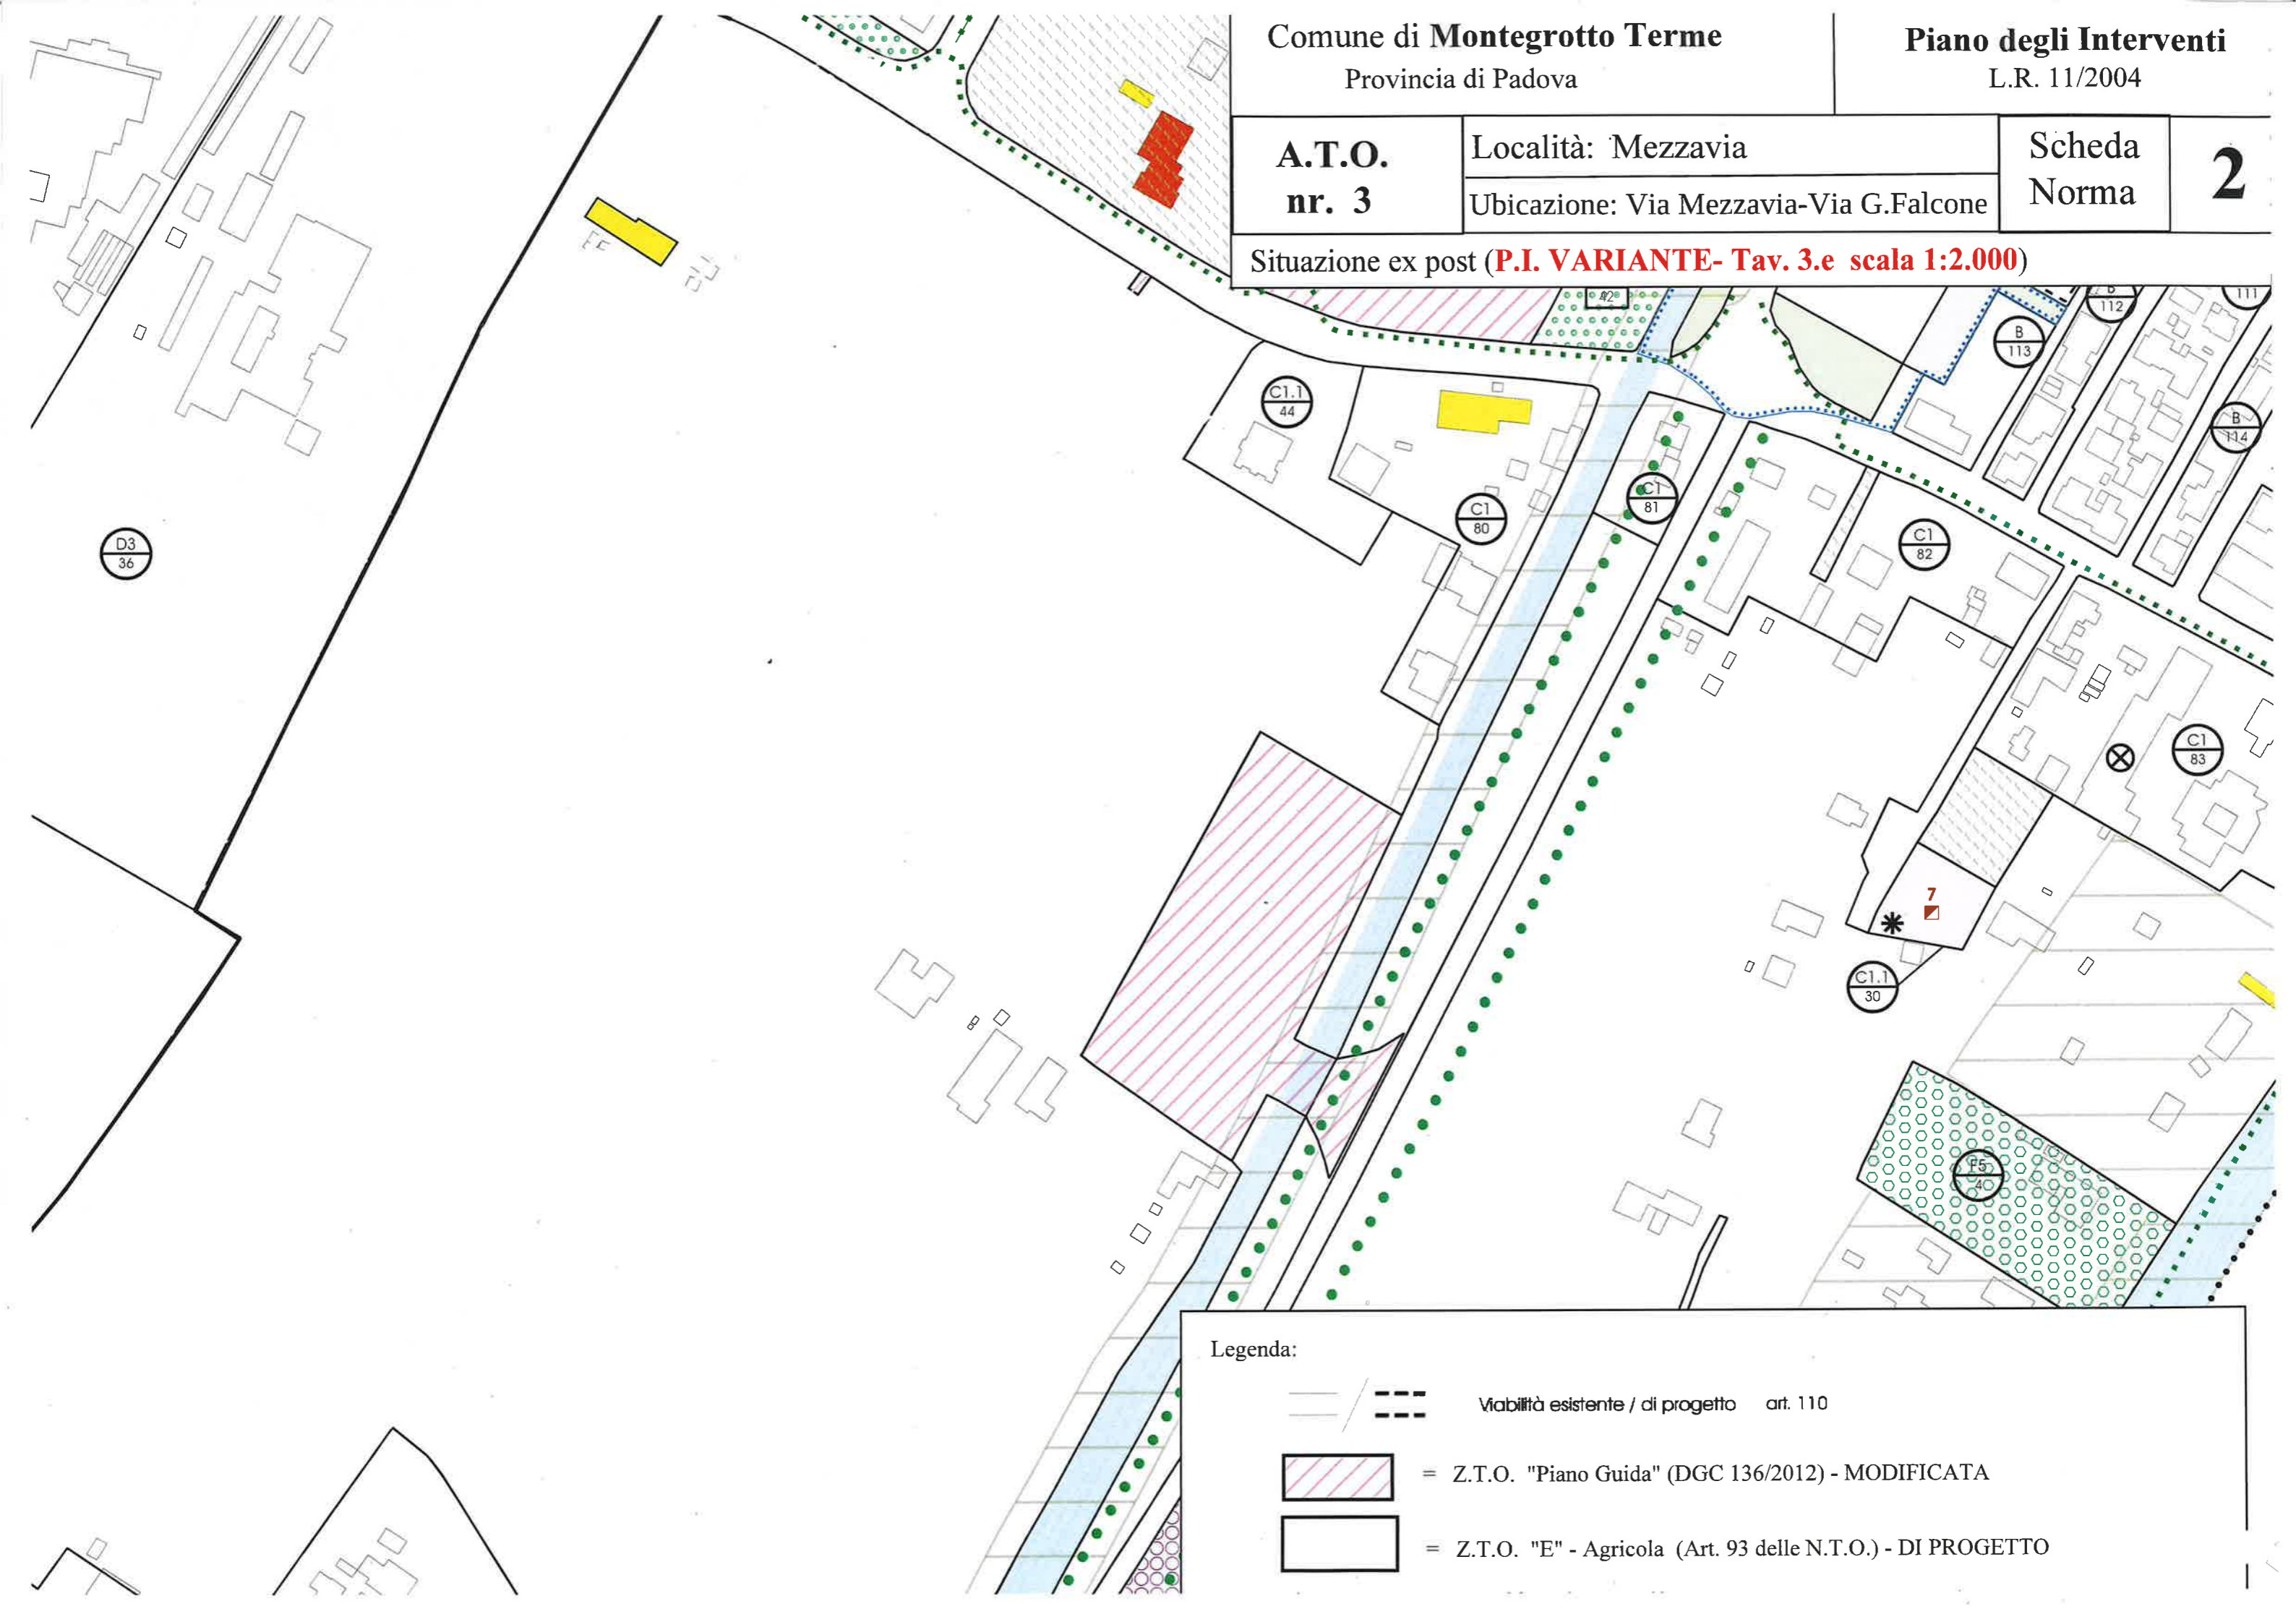 Comune di Montegrotto Terme
Provincia di Padova
Piano degli Interventi
L.R. 11/2004
A.T.O.
nr. 3
Località: Mezzavia
Ubicazione: Via Mezzavia-Via G.Falcone
Scheda
Norma
2
Situazione ex post (P.I. VARIANTE- Tav. 3.e scala 1:2.000)
42
B
112
111
B
113
B
114
C1.1
44
C1
80
C1
81
C1
82
D3
36
C1
83
7
C1.1
30
F5
4
Legenda:
Viabilità esistente / di progetto art. 110
= Z.T.O. "Piano Guida" (DGC 136/2012) - MODIFICATA
= Z.T.O. "E" - Agricola (Art. 93 delle N.T.O.) - DI PROGETTO